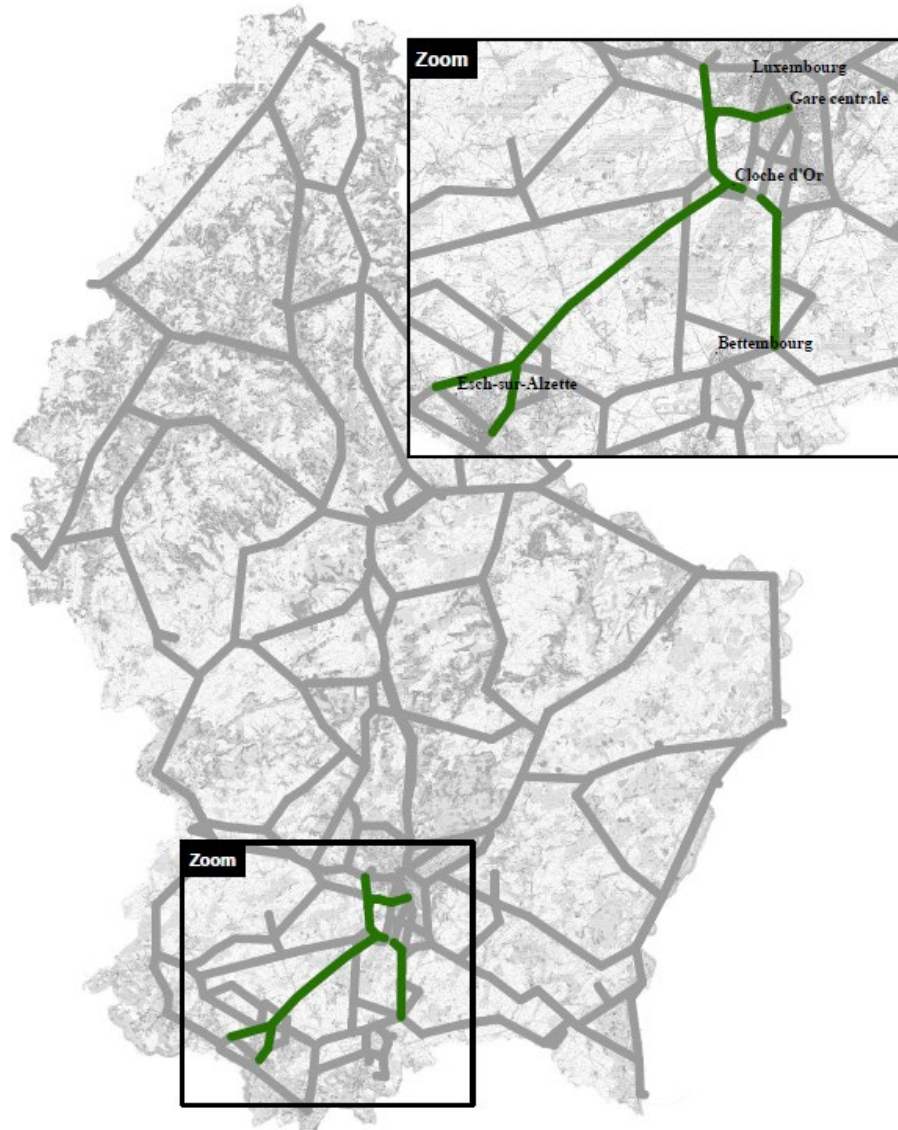 Zoom
Luxembourg
Gare centrale
Cloche d'Or
Bettembourg
Esch-sur-Alzette
Zoom